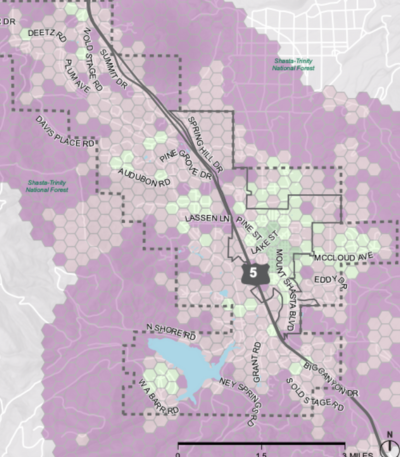 DR
DEETZ RD
N OLD STAGE RD
SUMMIT DR
PLUM AVE
Shasta-Trinity
National Forest
DAVIS PLACE RD
SPRING HILL DR
PINE GROVE DR
AUDUBON RD
Shasta-Trinity
National Forest
LASSEN LN
PINE ST
LAKE ST
MCCLOUD AVE
5
MOUNT SHASTA BLVD
EDDY DR
N SHORE RD
GRANT RD
BIG CANYON DR
W A BARR RD
NEY SPRINGS RD
S OLD STAGE RD
N
0 1.5 3 MILES